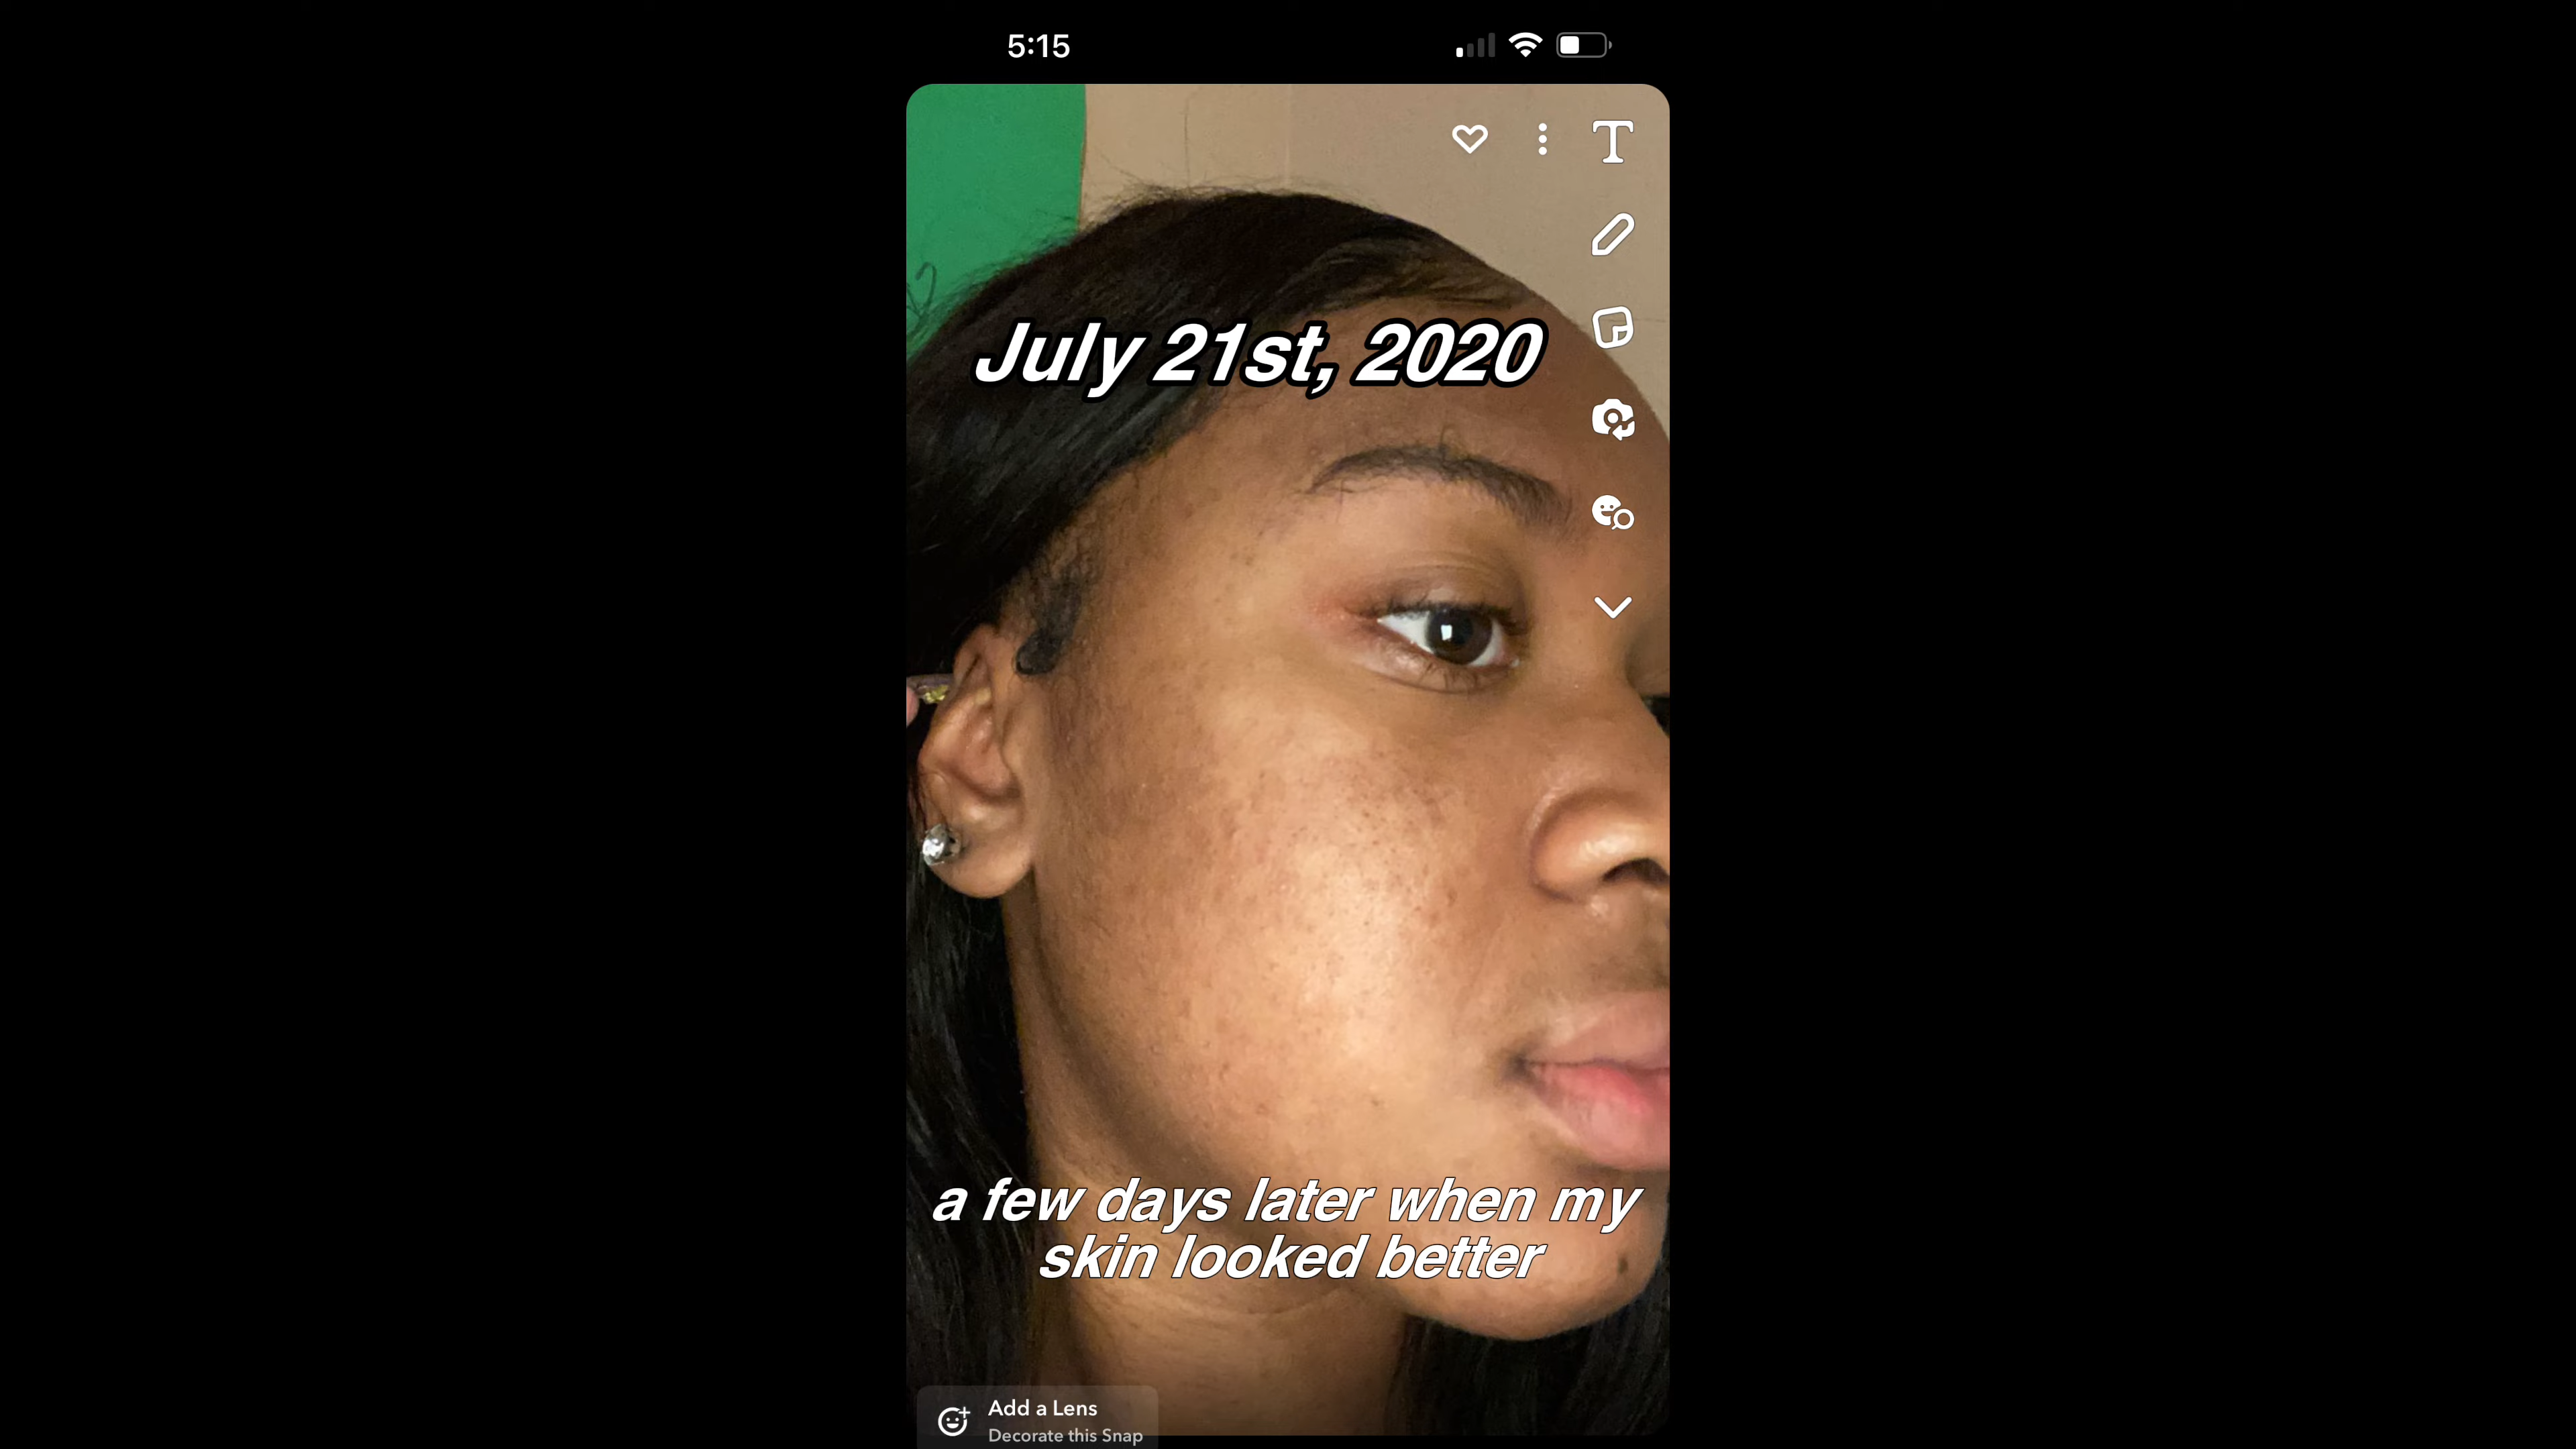 5:15
T
July 21st, 2020
a few days later when my
skin looked better
Add a Lens
Decorate this Snap